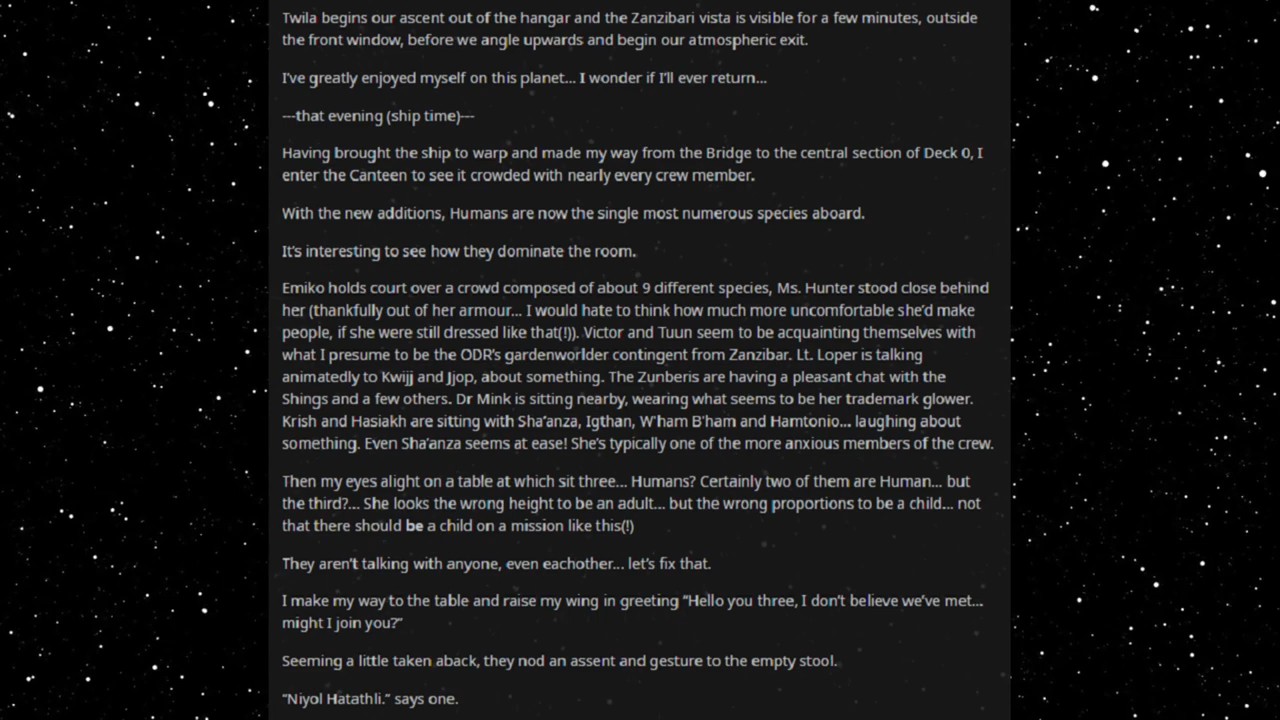 Twila begins our ascent out of the hangar and the Zanzibari vista is visible for a few minutes, outside
the front window, before we angle upwards and begin our atmospheric exit.
I've greatly enjoyed myself on this planet... I wonder if I'll ever return...
---that evening (ship time)---
Having brought the ship to warp and made my way from the Bridge to the central section of Deck 0, I
enter the Canteen to see it crowded with nearly every crew member.
With the new additions, Humans are now the single most numerous species aboard.
It's interesting to see how they dominate the room.
Emiko holds court over a crowd composed of about 9 different species, Ms. Hunter stood close behind
her (thankfully out of her armour... I would hate to think how much more uncomfortable she'd make
people, if she were still dressed like that(!)). Victor and Tuun seem to be acquainting themselves with
what I presume to be the ODR's gardenworlder contingent from Zanzibar. Lt. Loper is talking
animatedly to Kwijj and Jjop, about something. The Zunberis are having a pleasant chat with the
Shings and a few others. Dr Mink is sitting nearby, wearing what seems to be her trademark glower.
Krish and Hasiakh are sitting with Sha'anza, Igthan, W'ham B'ham and Hamtonio... laughing about
something. Even Sha'anza seems at ease! She's typically one of the more anxious members of the crew.
Then my eyes alight on a table at which sit three... Humans? Certainly two of them are Human... but
the third?... She looks the wrong height to be an adult... but the wrong proportions to be a child... not
that there should be a child on a mission like this(!)
They aren't talking with anyone, even eachother... let's fix that.
I make my way to the table and raise my wing in greeting “Hello you three, I don't believe we've met...
might I join you?”
Seeming a little taken aback, they nod an assent and gesture to the empty stool.
“Niyol Hatathli.” says one.